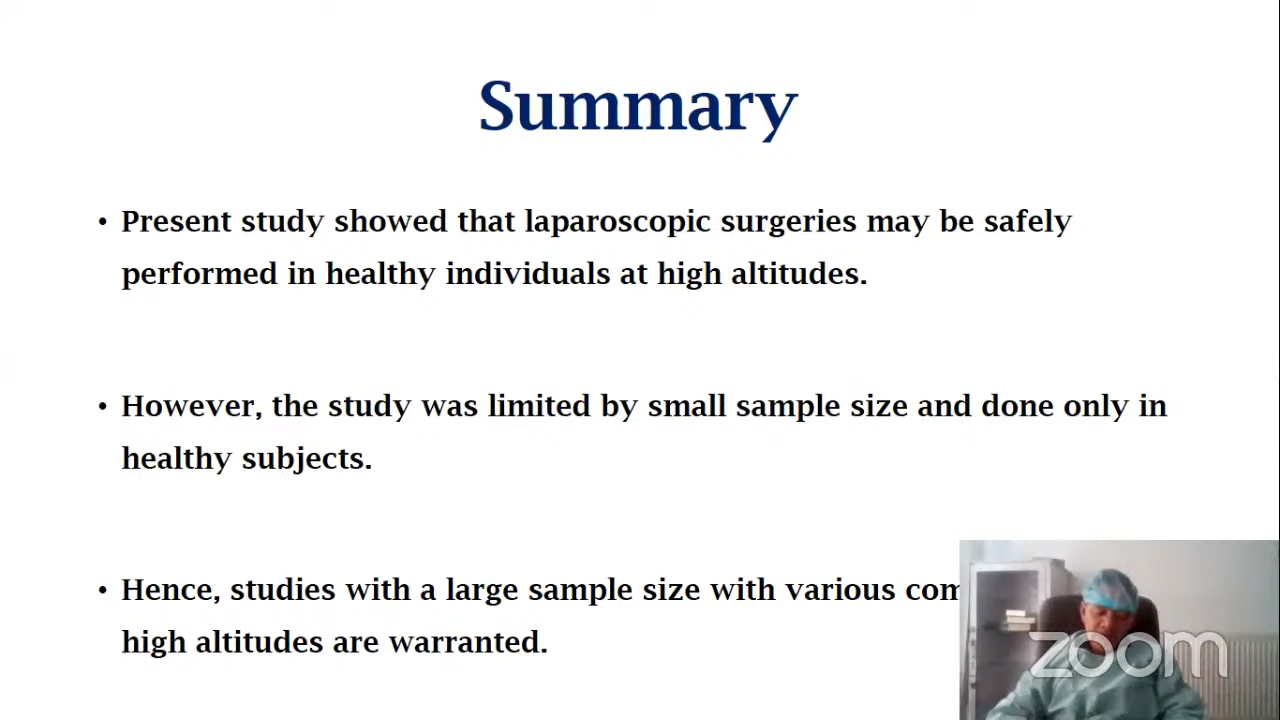 Summary
• Present study showed that laparoscopic surgeries may be safely
performed in healthy individuals at high altitudes.
• However, the study was limited by small sample size and done only in
healthy subjects.
• Hence, studies with a large sample size with various
high altitudes are warranted.
zoom